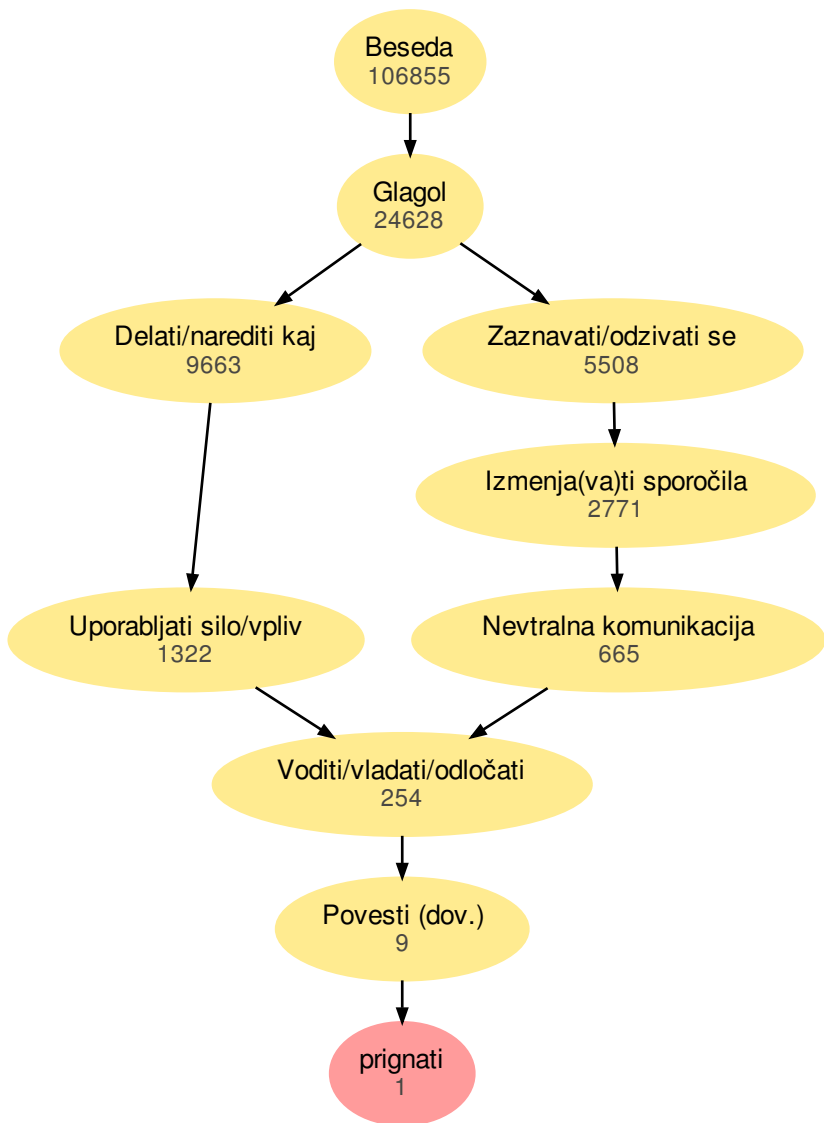 Beseda
106855
Glagol
24628
Delati/narediti kaj
9663
Zaznavati/odzivati se
5508
Izmenja(va)ti sporočila
2771
Uporabljati silo/vpliv
1322
Nevtralna komunikacija
665
Voditi/vladati/odločati
254
Povesti (dov.)
9
prignati
1